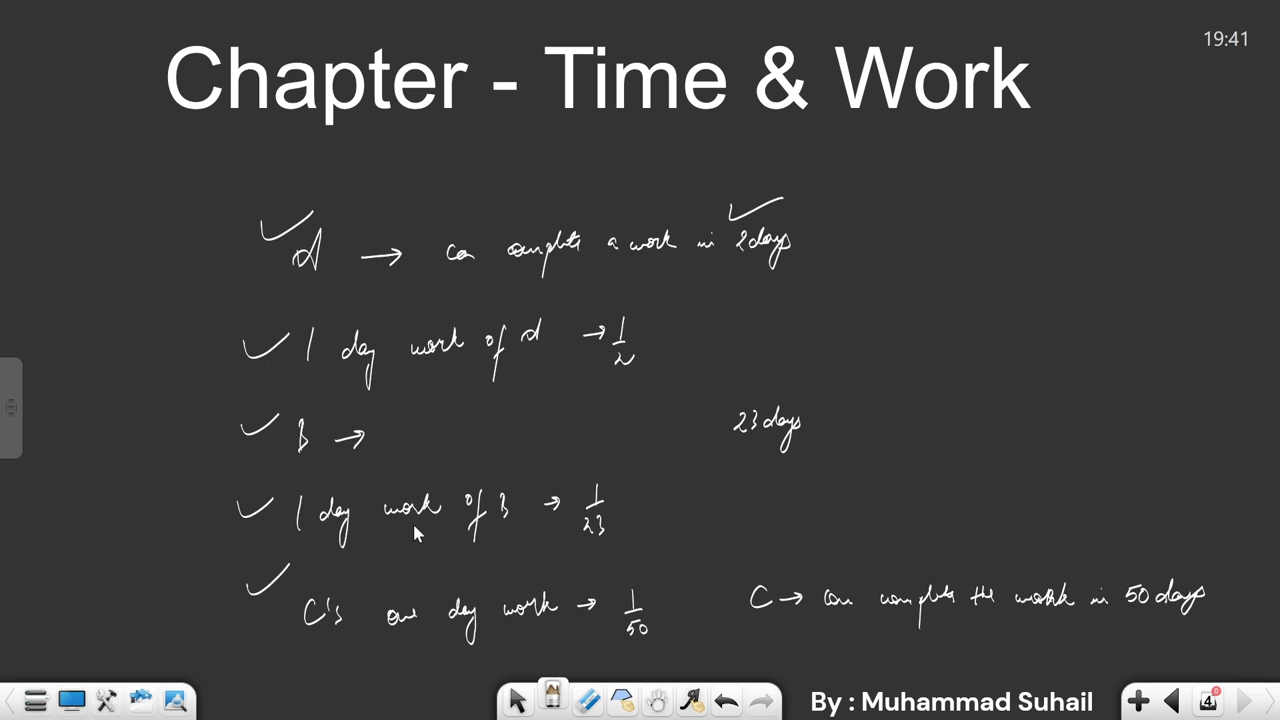 19:41
Chapter - Time & Work
A → can complete a work in 2 days
1 day work of A → 1/2
B → 23 days
1 day work of B → 1/23
C's one day work → 1/50 C → can complete the work in 50 days
By : Muhammad Suhail
4
0